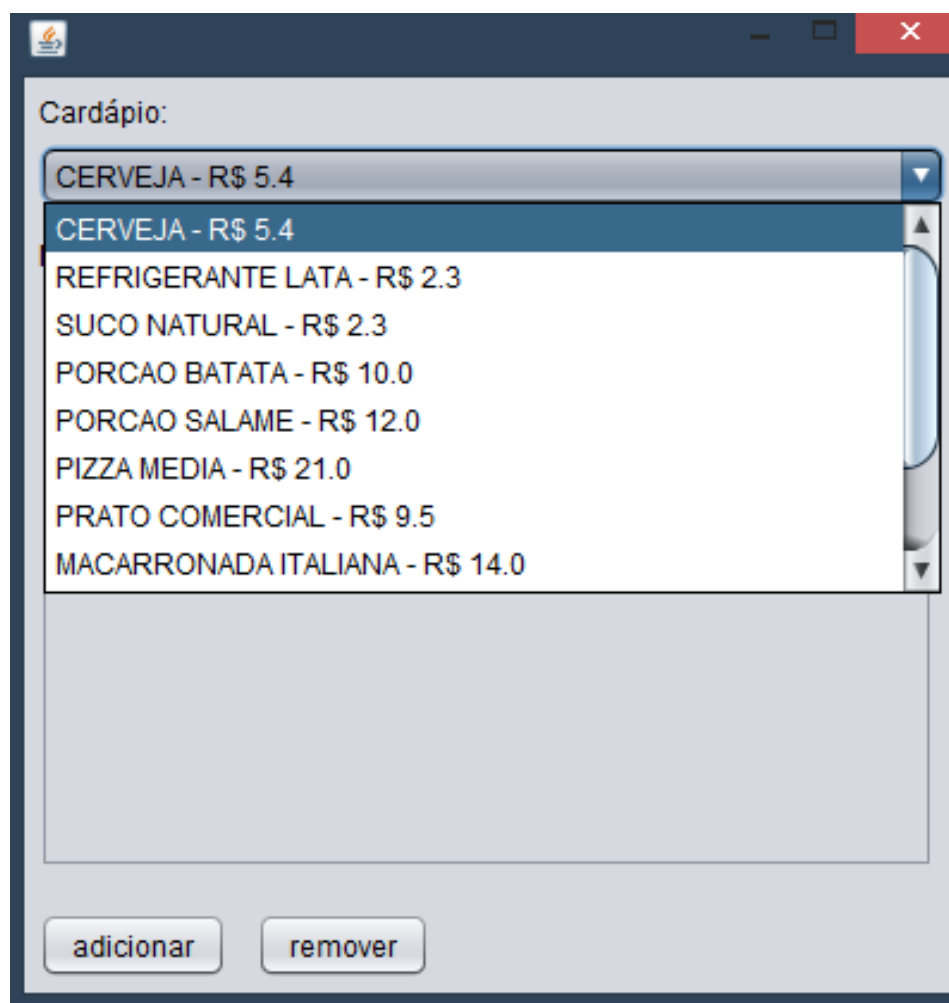 Cardápio:
CERVEJA - R$ 5.4
CERVEJA - R$ 5.4
REFRIGERANTE LATA - R$ 2.3
SUCO NATURAL - R$ 2.3
PORCAO BATATA - R$ 10.0
PORCAO SALAME - R$ 12.0
PIZZA MEDIA - R$ 21.0
PRATO COMERCIAL - R$ 9.5
MACARRONADA ITALIANA - R$ 14.0
adicionar remover